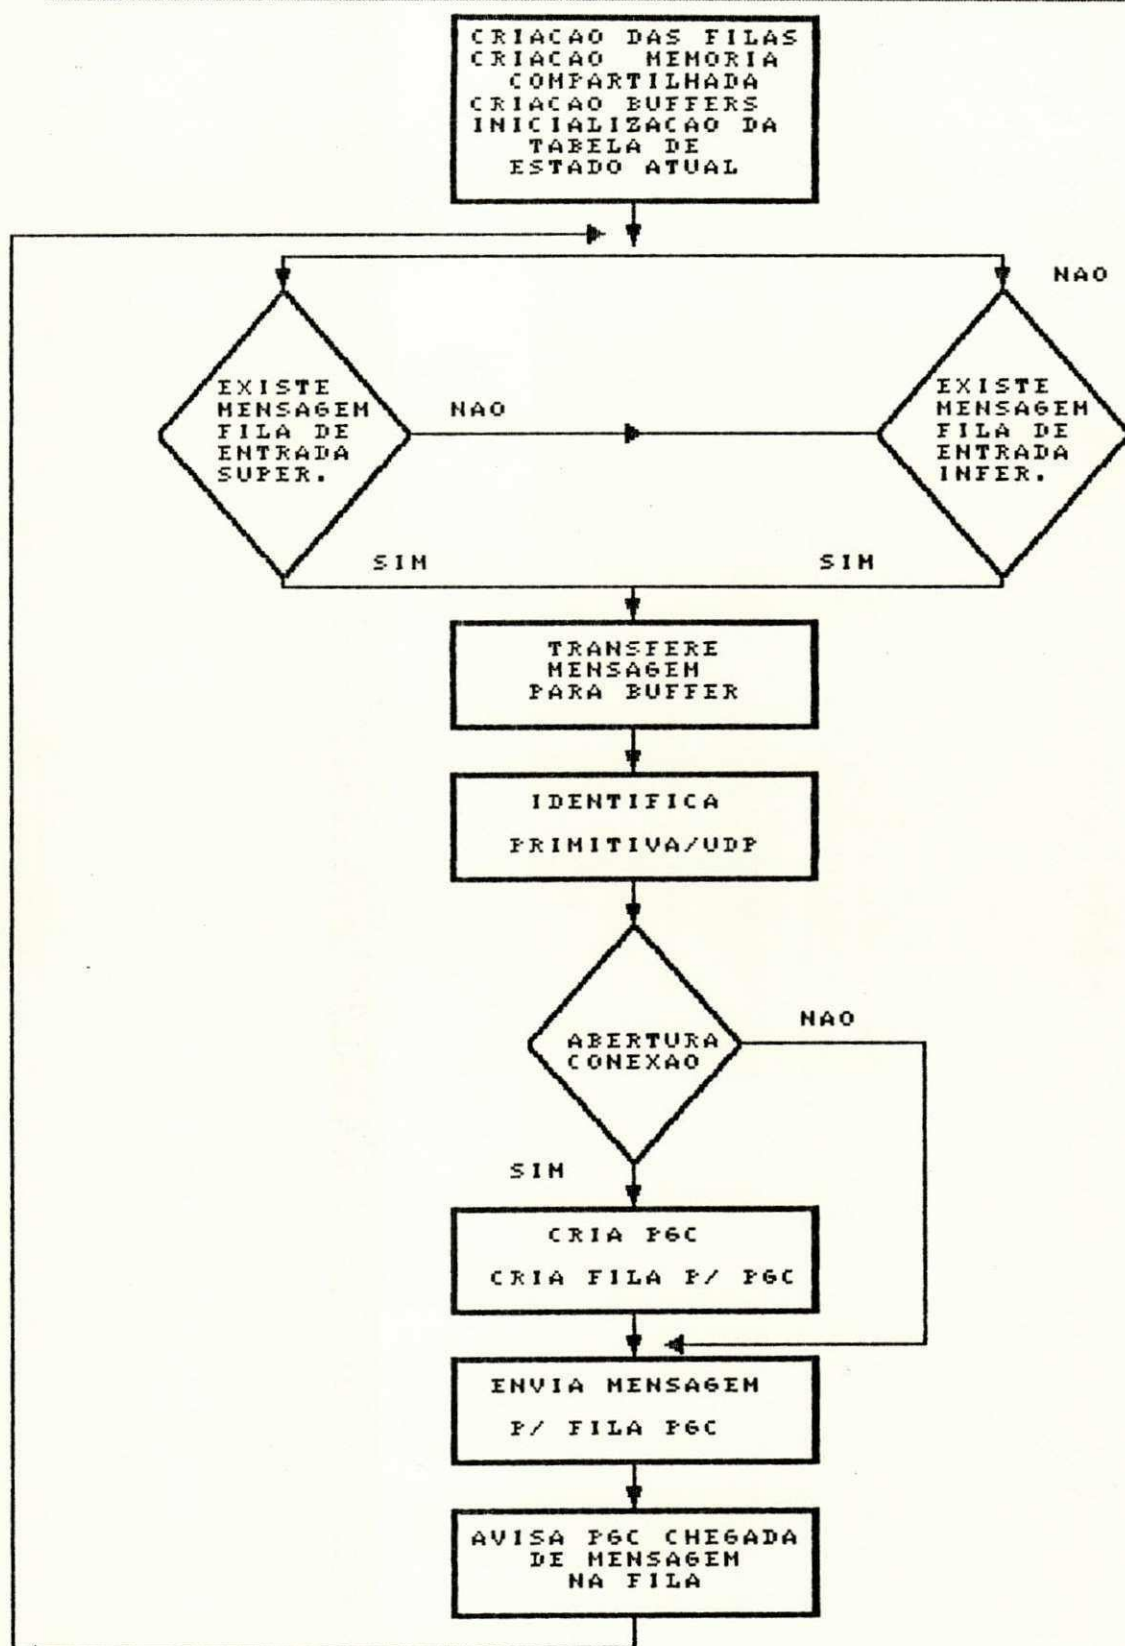 CRIACAO DAS FILAS
CRIACAO MEMORIA
COMPARTILHADA
CRIACAO BUFFERS
INICIALIZACAO DA
TABELA DE
ESTADO ATUAL
NAO
EXISTE
MENSAGEM
FILA DE
ENTRADA
SUPER.
NAO
EXISTE
MENSAGEM
FILA DE
ENTRADA
INFER.
SIM
SIM
TRANSFERE
MENSAGEM
PARA BUFFER
IDENTIFICA
PRIMITIVA/UDP
ABERTURA
CONEXAO
NAO
SIM
CRIA PGC
CRIA FILA P/ PGC
ENVIA MENSAGEM
P/ FILA PGC
AVISA PGC CHEGADA
DE MENSAGEM
NA FILA